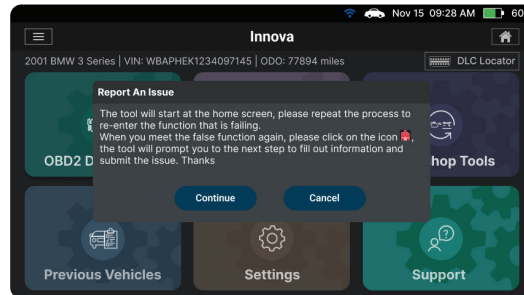 Nov 15 09:28 AM 60
Innova
2001 BMW 3 Series | VIN: WBAPHEK1234097145 | ODO: 77894 miles
DLC Locator
Report An Issue
The tool will start at the home screen, please repeat the process to
re-enter the function that is failing.
When you meet the false function again, please click on the icon ,
the tool will prompt you to the next step to fill out information and
submit the issue. Thanks
Continue Cancel
OBD2 D
hop Tools
Previous Vehicles
Settings
Support